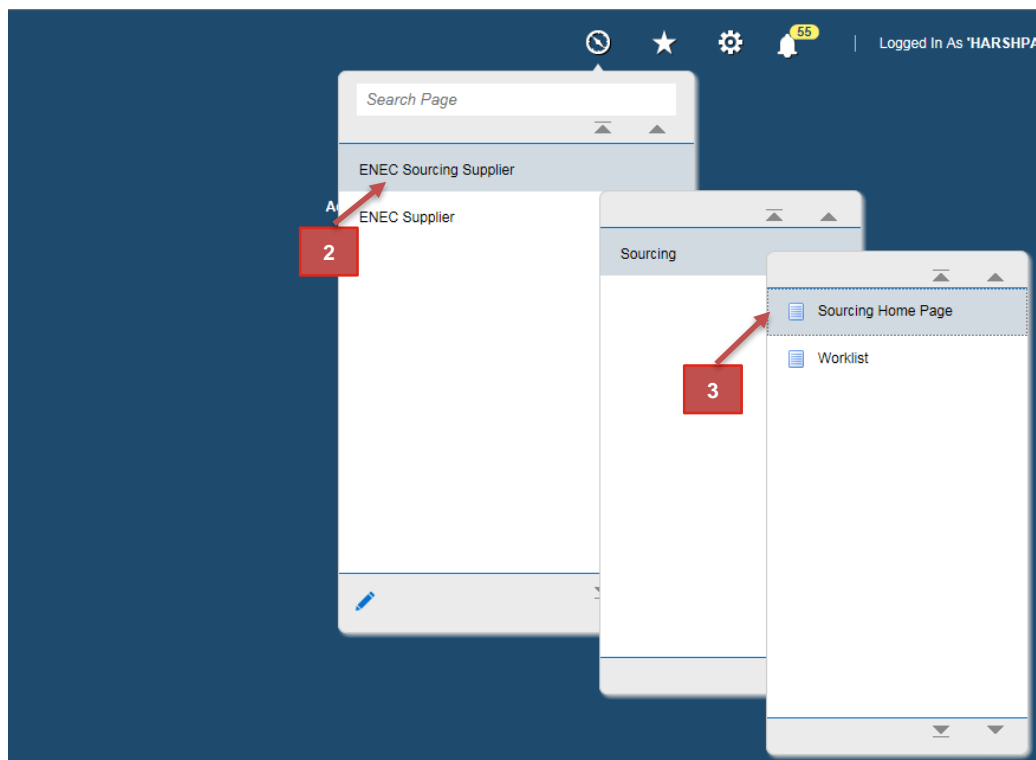 55
Logged In As 'HARSHPA
Search Page
ENEC Sourcing Supplier
ENEC Supplier
2
Sourcing
Sourcing Home Page
Worklist
3